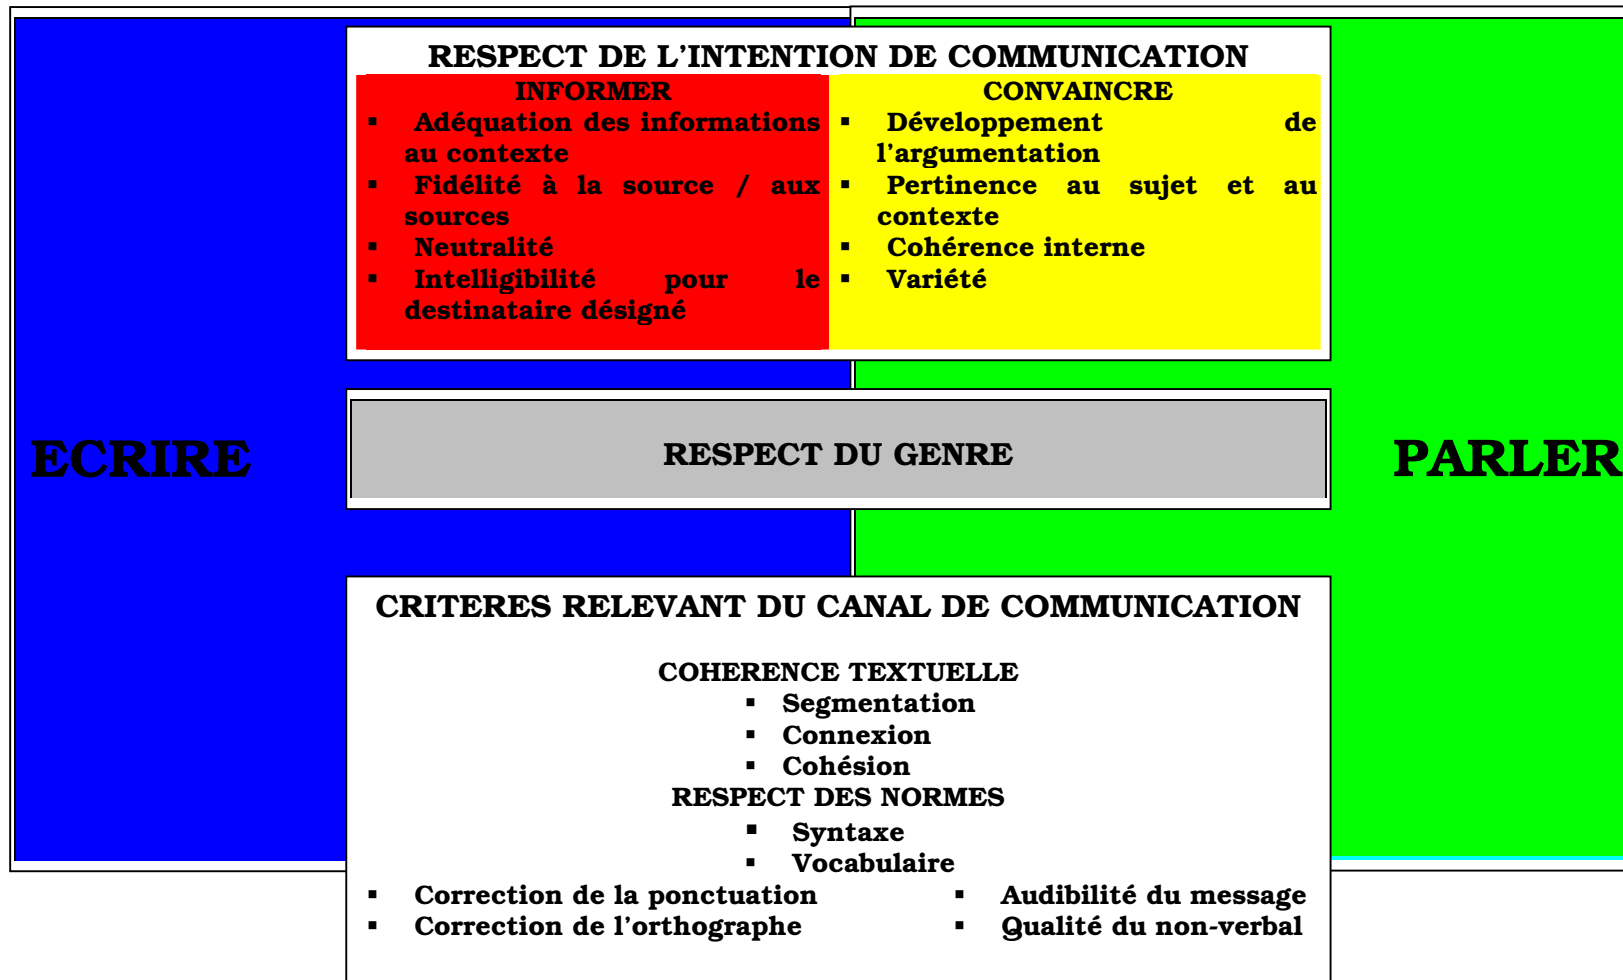 RESPECT DE L'INTENTION DE COMMUNICATION
INFORMER
▪ Adéquation des informations
au contexte
▪ Fidélité à la source / aux
sources
▪ Neutralité
▪ Intelligibilité pour le
destinataire désigné
CONVAINCRE
▪ Développement de
l'argumentation
▪ Pertinence au sujet et au
contexte
▪ Cohérence interne
▪ Variété
ECRIRE
RESPECT DU GENRE
PARLER
CRITERES RELEVANT DU CANAL DE COMMUNICATION
COHERENCE TEXTUELLE
▪ Segmentation
▪ Connexion
▪ Cohésion
RESPECT DES NORMES
▪ Syntaxe
▪ Vocabulaire
▪ Correction de la ponctuation
▪ Correction de l'orthographe
▪ Audibilité du message
▪ Qualité du non-verbal